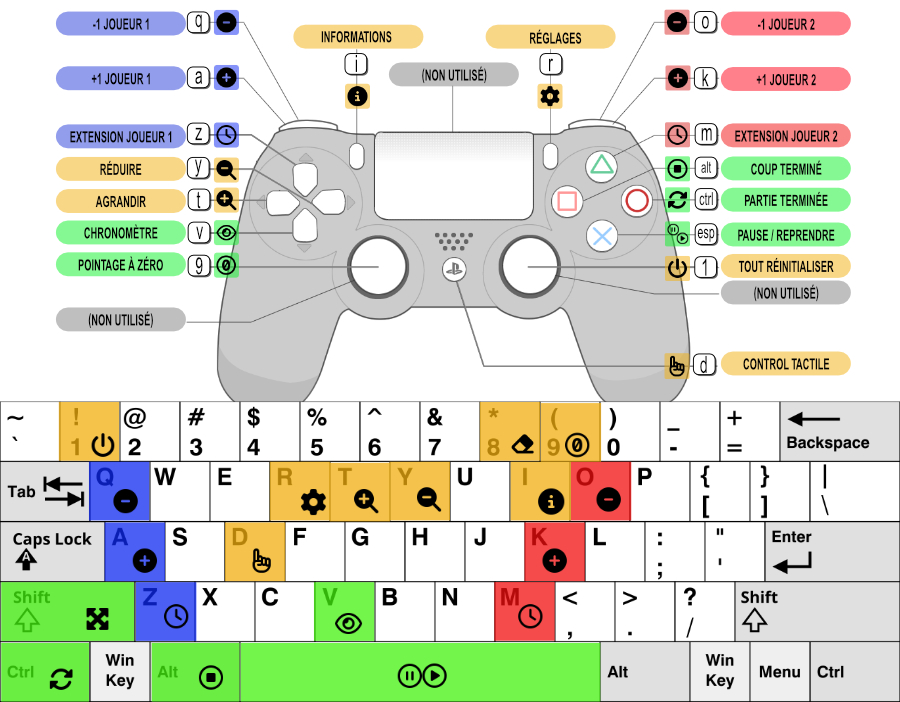 -1 JOUEUR 1 q
INFORMATIONS
RÉGLAGES
o -1 JOUEUR 2
i
r
+1 JOUEUR 1 a
(NON UTILISÉ)
k +1 JOUEUR 2
EXTENSION JOUEUR 1 z
m EXTENSION JOUEUR 2
RÉDUIRE y
alt COUP TERMINÉ
AGRANDIR t
ctrl PARTIE TERMINÉE
CHRONOMÈTRE v
esp PAUSE / REPRENDRE
POINTAGE À ZÉRO 9 0
1 TOUT RÉINITIALISER
(NON UTILISÉ)
(NON UTILISÉ)
d CONTROL TACTILE
~ ! @ # $ % ^ & * ( ) _ +
` 1 2 3 4 5 6 7 8 9 0 0 - = Backspace
Tab Q W E R T Y U I O P { } |
[ ] \
Caps Lock A S D F G H J K L : " Enter
A ; '
Shift Z X C V B N M < > ? Shift
, . /
Ctrl Win Key Alt Alt Win Key Menu Ctrl